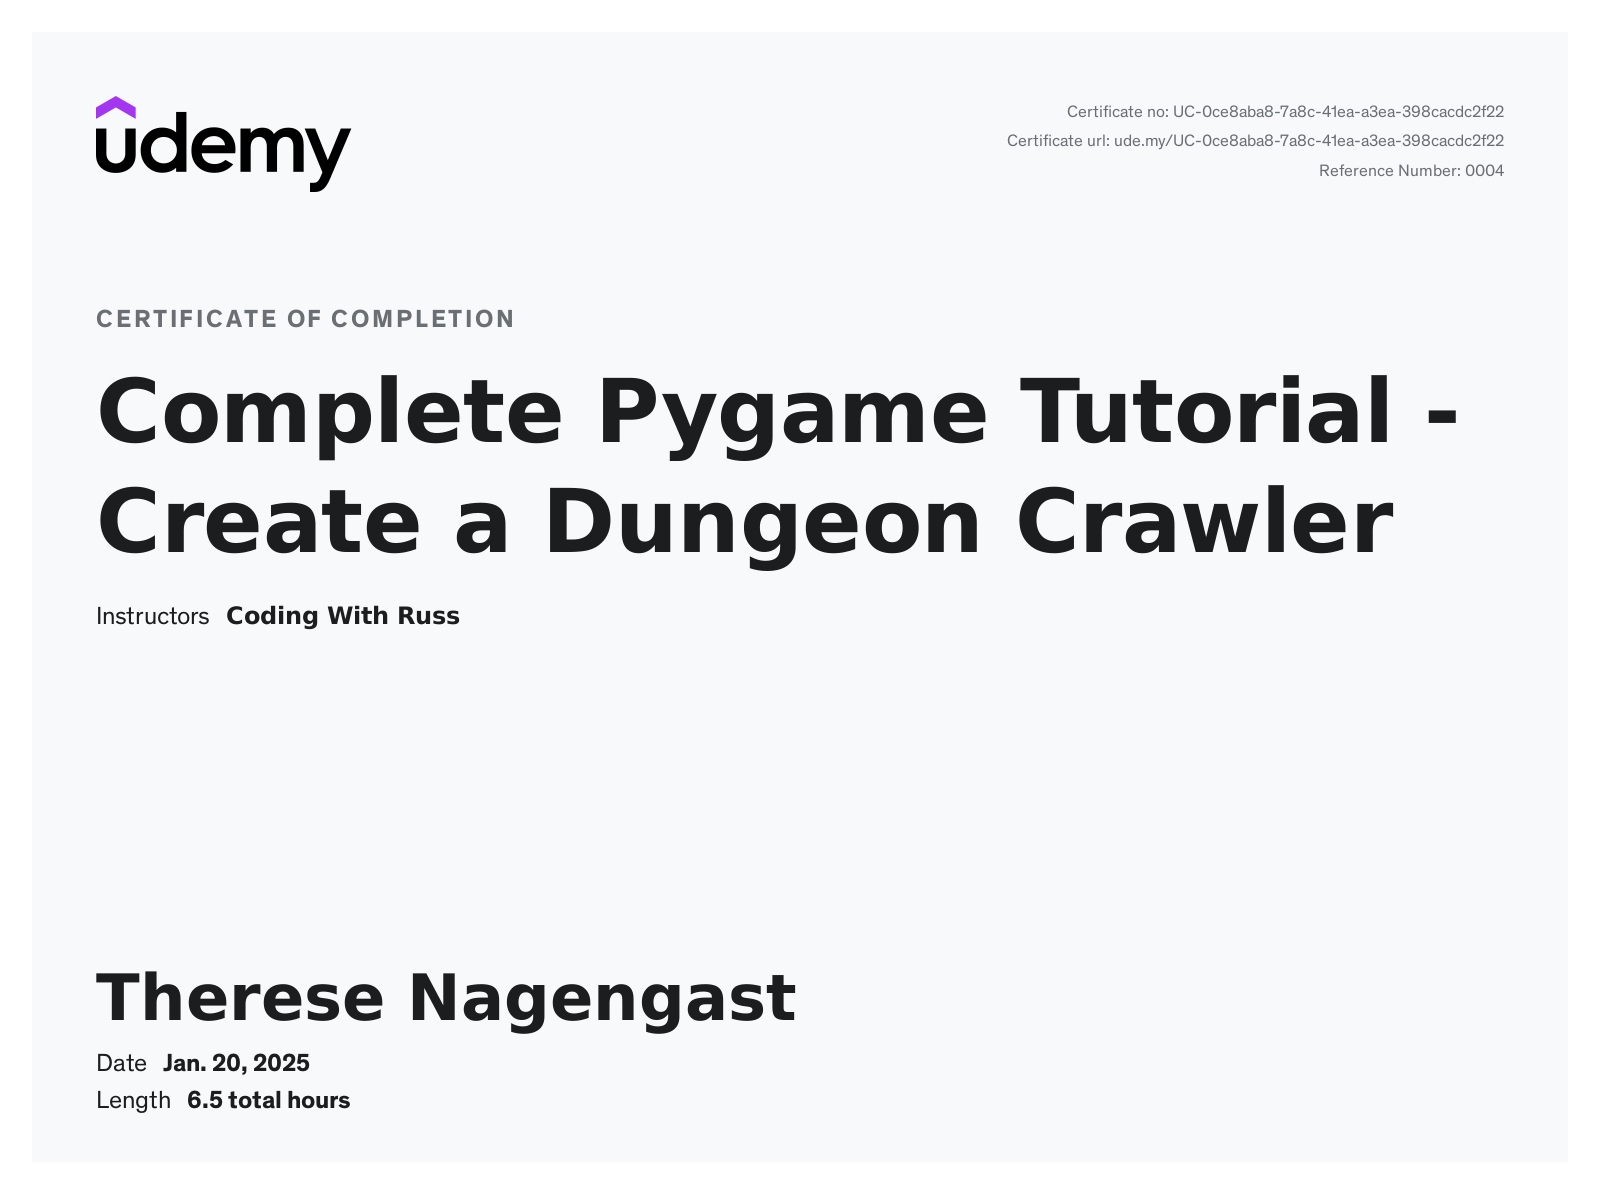 udemy
Certificate no: UC-0ce8aba8-7a8c-41ea-a3ea-398cacdc2f22
Certificate url: ude.my/UC-0ce8aba8-7a8c-41ea-a3ea-398cacdc2f22
Reference Number: 0004
CERTIFICATE OF COMPLETION
Complete Pygame Tutorial -
Create a Dungeon Crawler
Instructors Coding With Russ
Therese Nagengast
Date Jan. 20, 2025
Length 6.5 total hours